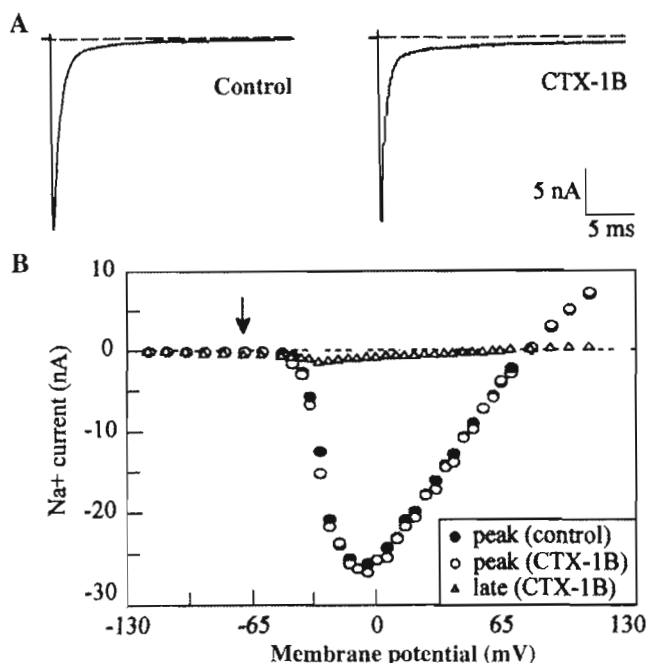 A
Control
CTX-1B
5 nA
5 ms
B
10
0
-10
-20
-30
Na+ current (nA)
peak (control)
peak (CTX-1B)
late (CTX-1B)
-130
-65
0
65
130
Membrane potential (mV)